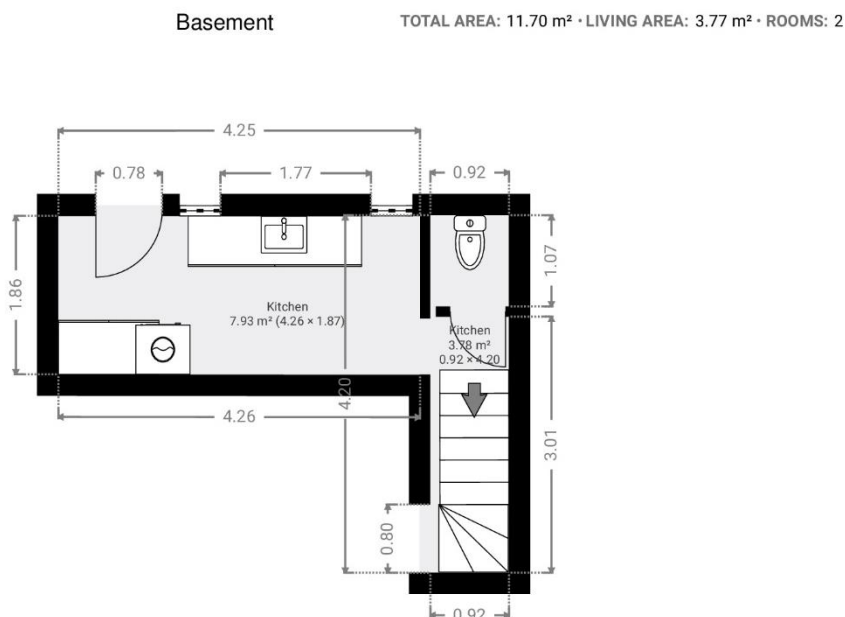 Basement
TOTAL AREA: 11.70 m² · LIVING AREA: 3.77 m² · ROOMS: 2
4.25
0.78
1.77
0.92
1.86
1.07
Kitchen
7.93 m² (4.26 × 1.87)
Kitchen
3.78 m²
0.92 × 4.20
4.20
4.26
3.01
0.80
0.92